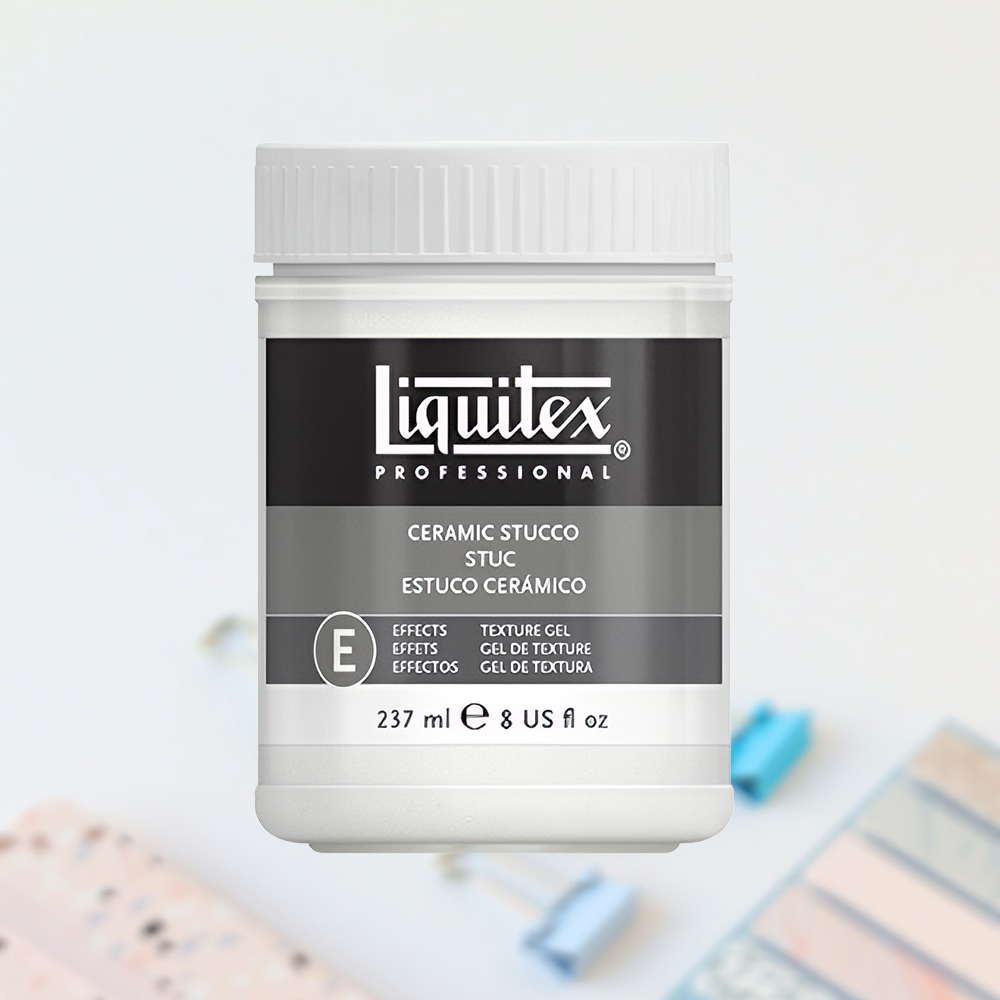 Liquitex®
PROFESSIONAL
CERAMIC STUCCO
STUC
ESTUCO CERÁMICO
E
EFFECTS TEXTURE GEL
EFFETS GEL DE TEXTURE
EFFECTOS GEL DE TEXTURA
237 ml ℮ 8 US fl oz